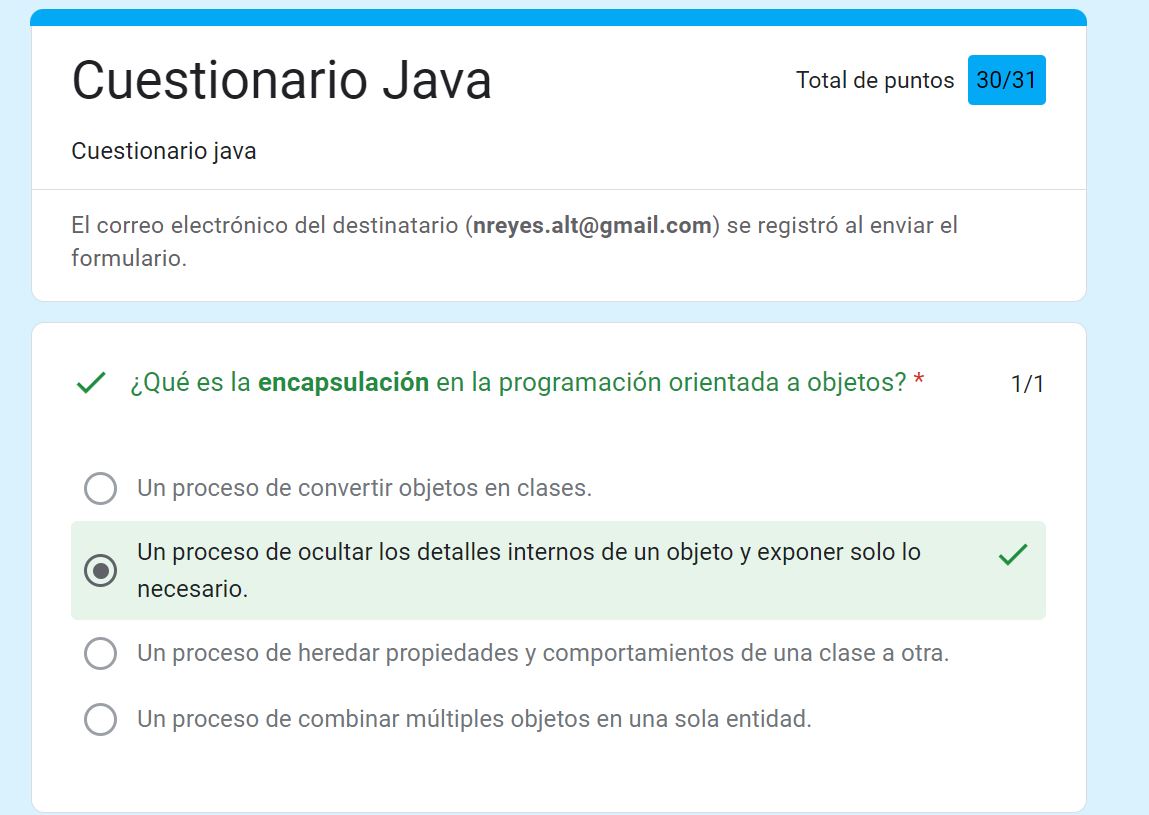 Cuestionario Java
Total de puntos 30/31
Cuestionario java
El correo electrónico del destinatario (nreyes.alt@gmail.com) se registró al enviar el
formulario.
¿Qué es la encapsulación en la programación orientada a objetos? *
1/1
Un proceso de convertir objetos en clases.
Un proceso de ocultar los detalles internos de un objeto y exponer solo lo
necesario.
Un proceso de heredar propiedades y comportamientos de una clase a otra.
Un proceso de combinar múltiples objetos en una sola entidad.